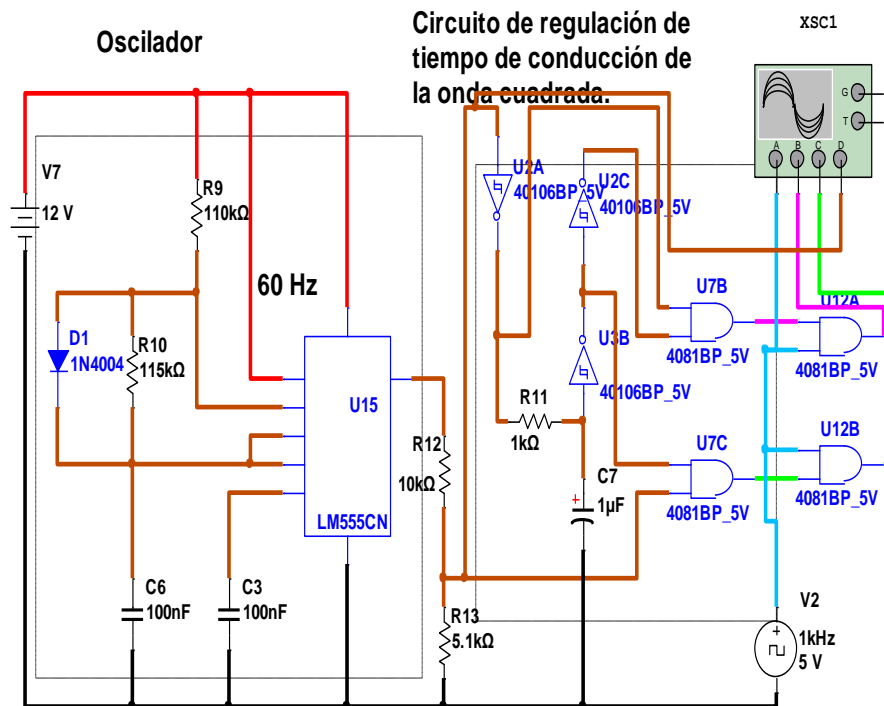 Oscilador
Circuito de regulación de
tiempo de conducción de
la onda cuadrada.
XSC1
G
T
A B C D
V7
12 V
R9
110kΩ
60 Hz
D1
1N4004
R10
115kΩ
U15
LM555CN
C6
100nF
C3
100nF
R12
10kΩ
R13
5.1kΩ
U2A
40106BP_5V
U2C
40106BP_5V
U3B
40106BP_5V
R11
1kΩ
C7
+
1µF
U7B
4081BP_5V
U12A
4081BP_5V
U7C
4081BP_5V
U12B
4081BP_5V
V2
+
1kHz
5 V